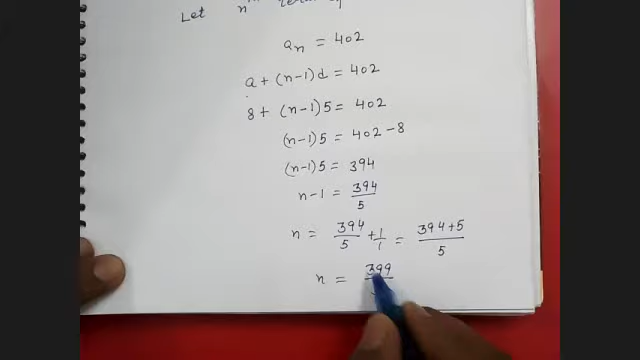 Let nth
an = 402
a + (n-1)d = 402
8 + (n-1)5 = 402
(n-1)5 = 402-8
(n-1)5 = 394
n-1 = 394/5
n = 394/5 + 1/1 = 394+5/5
n = 399